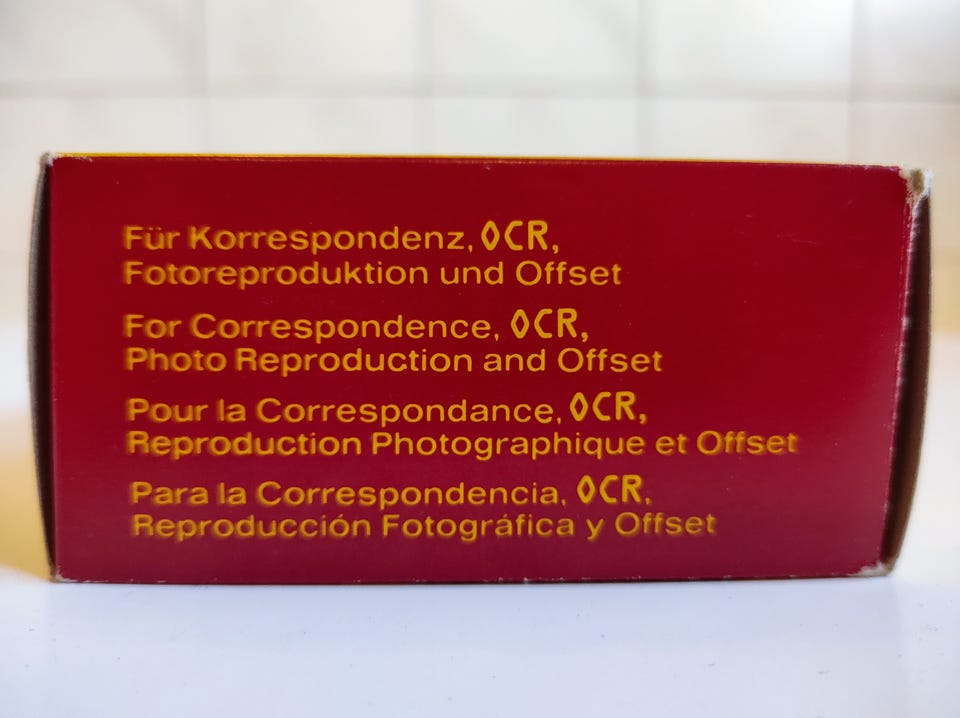 Für Korrespondenz, OCR,
Fotoreproduktion und Offset
For Correspondence, OCR,
Photo Reproduction and Offset
Pour la Correspondance, OCR,
Reproduction Photographique et Offset
Para la Correspondencia, OCR,
Reproducción Fotográfica y Offset